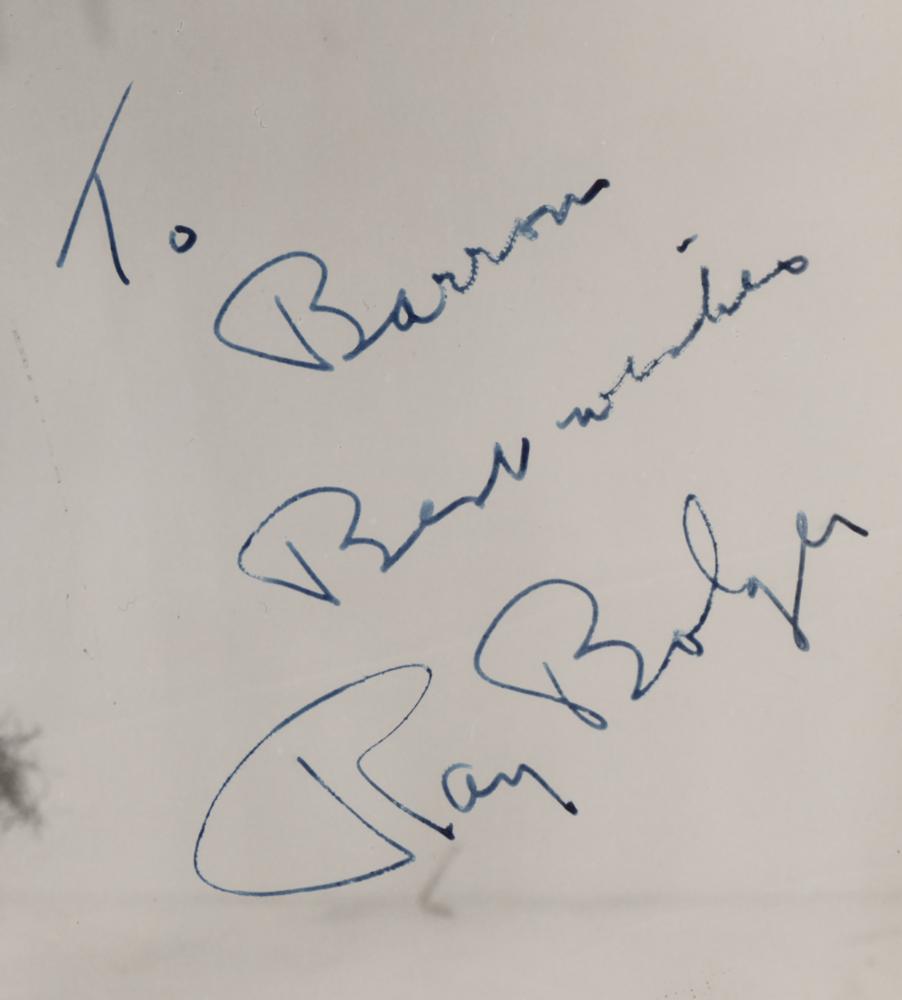 To Barron
Best wishes
Ray Bolger